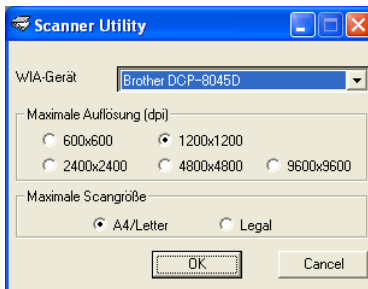 Scanner Utility
WIA-Gerät Brother DCP-8045D
Maximale Auflösung (dpi)
600x600 1200x1200
2400x2400 4800x4800 9600x9600
Maximale Scangröße
A4/Letter Legal
OK Cancel